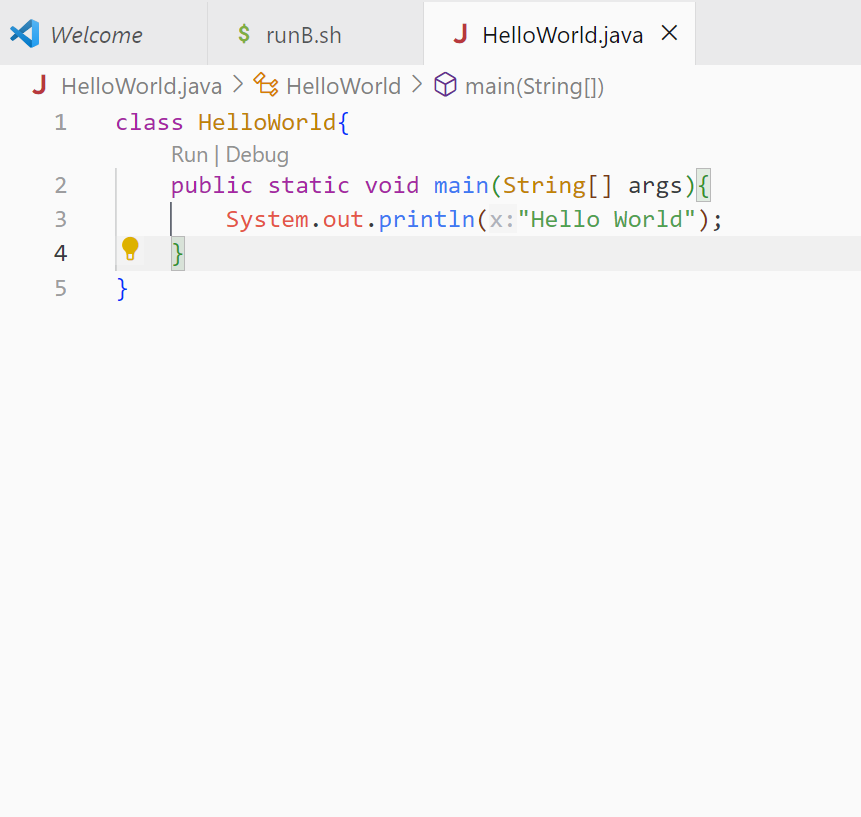 Welcome $ runB.sh J HelloWorld.java ×
J HelloWorld.java > HelloWorld > main(String[])
1 class HelloWorld{
Run | Debug
2 public static void main(String[] args){
3 System.out.println(x:"Hello World");
4 }
5 }